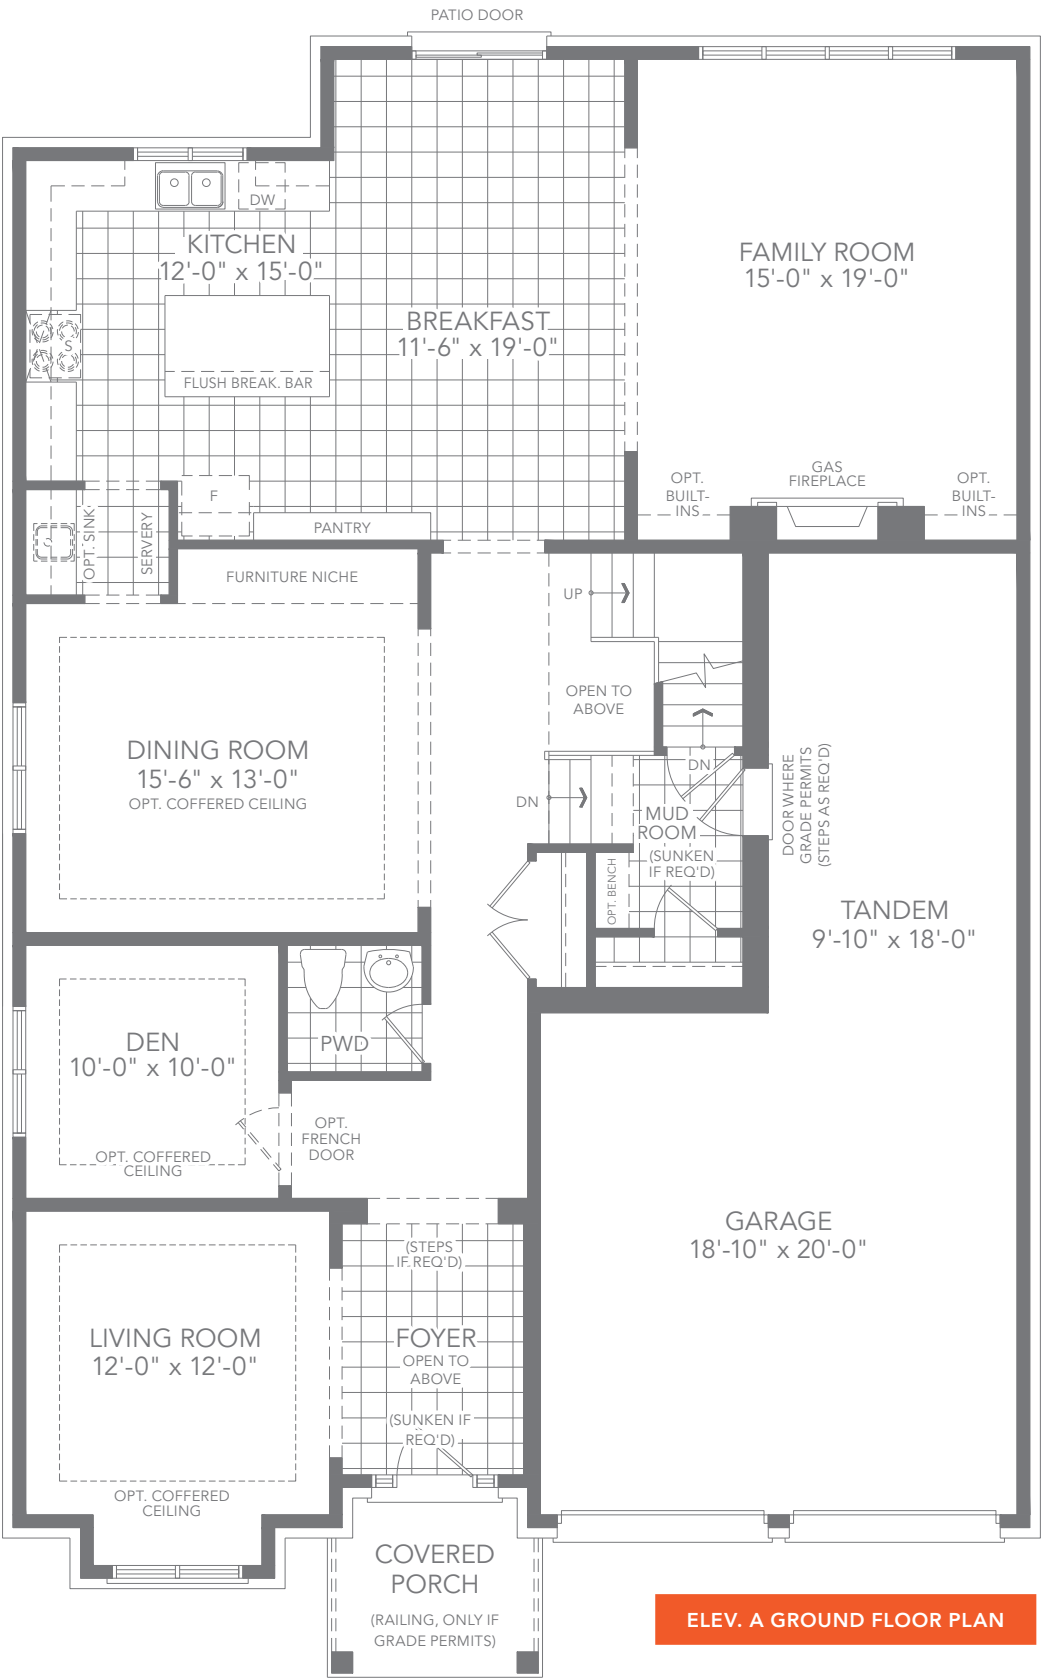 PATIO DOOR
DW
KITCHEN
12'-0" x 15'-0"
FAMILY ROOM
15'-0" x 19'-0"
BREAKFAST
11'-6" x 19'-0"
S
FLUSH BREAK. BAR
GAS
FIREPLACE
OPT.
BUILT-
INS
OPT.
BUILT-
INS
F
PANTRY
OPT. SINK
SERVERY
S
FURNITURE NICHE
UP
OPEN TO
ABOVE
DINING ROOM
15'-6" x 13'-0"
OPT. COFFERED CEILING
DN
DN
MUD
ROOM
(SUNKEN
IF REQ'D)
DOOR WHERE
GRADE PERMITS
(STEPS AS REQ'D)
OPT. BENCH
TANDEM
9'-10" x 18'-0"
DEN
10'-0" x 10'-0"
PWD
OPT.
FRENCH
DOOR
OPT. COFFERED
CEILING
GARAGE
18'-10" x 20'-0"
(STEPS
IF REQ'D)
LIVING ROOM
12'-0" x 12'-0"
FOYER
OPEN TO
ABOVE
(SUNKEN IF
REQ'D)
OPT. COFFERED
CEILING
COVERED
PORCH
(RAILING, ONLY IF
GRADE PERMITS)
ELEV. A GROUND FLOOR PLAN